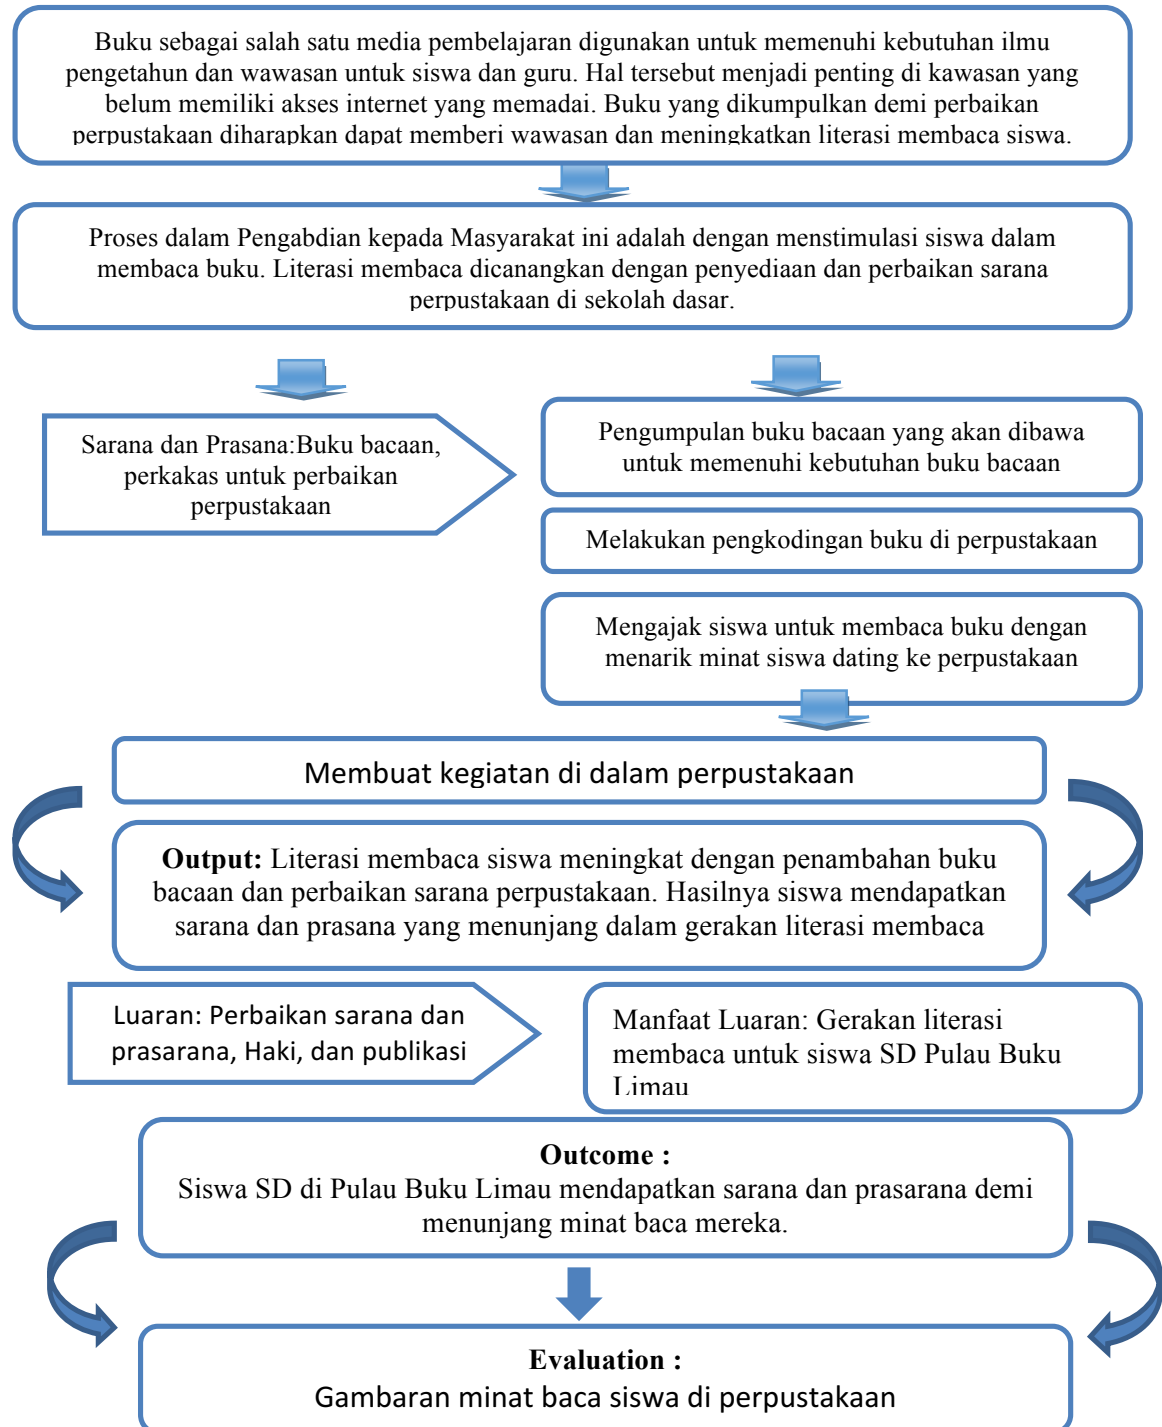 Buku sebagai salah satu media pembelajaran digunakan untuk memenuhi kebutuhan ilmu
pengetahun dan wawasan untuk siswa dan guru. Hal tersebut menjadi penting di kawasan yang
belum memiliki akses internet yang memadai. Buku yang dikumpulkan demi perbaikan
perpustakaan diharapkan dapat memberi wawasan dan meningkatkan literasi membaca siswa.
Proses dalam Pengabdian kepada Masyarakat ini adalah dengan menstimulasi siswa dalam
membaca buku. Literasi membaca dicanangkan dengan penyediaan dan perbaikan sarana
perpustakaan di sekolah dasar.
Sarana dan Prasana:Buku bacaan,
perkakas untuk perbaikan
perpustakaan
Pengumpulan buku bacaan yang akan dibawa
untuk memenuhi kebutuhan buku bacaan
Melakukan pengkodingan buku di perpustakaan
Mengajak siswa untuk membaca buku dengan
menarik minat siswa dating ke perpustakaan
Membuat kegiatan di dalam perpustakaan
Output: Literasi membaca siswa meningkat dengan penambahan buku
bacaan dan perbaikan sarana perpustakaan. Hasilnya siswa mendapatkan
sarana dan prasana yang menunjang dalam gerakan literasi membaca
Luaran: Perbaikan sarana dan
prasarana, Haki, dan publikasi
Manfaat Luaran: Gerakan literasi
membaca untuk siswa SD Pulau Buku
Limau
Outcome :
Siswa SD di Pulau Buku Limau mendapatkan sarana dan prasarana demi
menunjang minat baca mereka.
Evaluation :
Gambaran minat baca siswa di perpustakaan